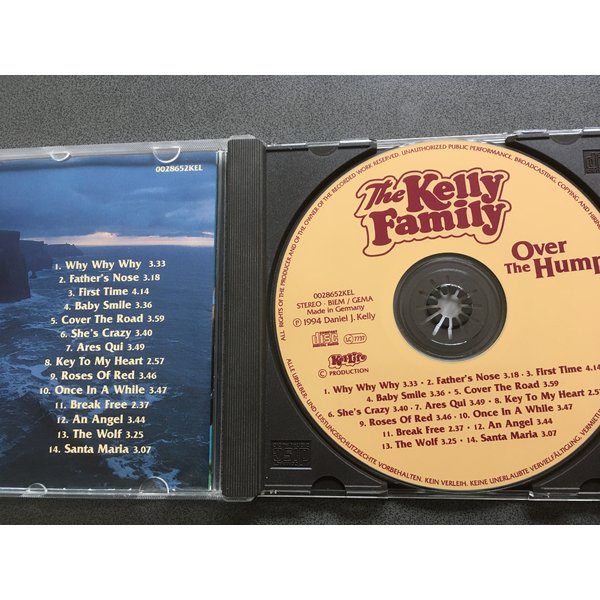 0028652KEL
1. Why Why Why 3.33
2. Father's Nose 3.18
3. First Time 4.14
4. Baby Smile 3.36
5. Cover The Road 3.59
6. She's Crazy 3.40
7. Ares Qui 3.49
8. Key To My Heart 2.57
9. Roses Of Red 3.46
10. Once In A While 3.47
11. Break Free 2.37
12. An Angel 3.44
13. The Wolf 3.25
14. Santa Maria 3.07
ALL RIGHTS OF THE PRODUCER AND OF THE OWNER OF THE RECORDED WORK RESERVED. UNAUTHORIZED PUBLIC PERFORMANCE, BROADCASTING, COPYING AND
The Kelly
Family
Over
The Hump
0028652KEL
STEREO · BIEM / GEMA
Made in Germany
℗ 1994 Daniel J. Kelly
LC 7737
KelLife
© PRODUCTION
1. Why Why Why 3.33 · 2. Father's Nose 3.18 · 3. First Time 4.14
4. Baby Smile 3.36 · 5. Cover The Road 3.59
6. She's Crazy 3.40 · 7. Ares Qui 3.49 · 8. Key To My Heart 2.57
9. Roses Of Red 3.46 · 10. Once In A While 3.47
11. Break Free 2.37 · 12. An Angel 3.44
13. The Wolf 3.25 · 14. Santa Maria 3.07
ALLE URHEBER- UND LEISTUNGSSCHUTZRECHTE VORBEHALTEN. KEIN VERLEIH. KEINE UNERLAUBTE VERVIELFÄLTIGUNG,